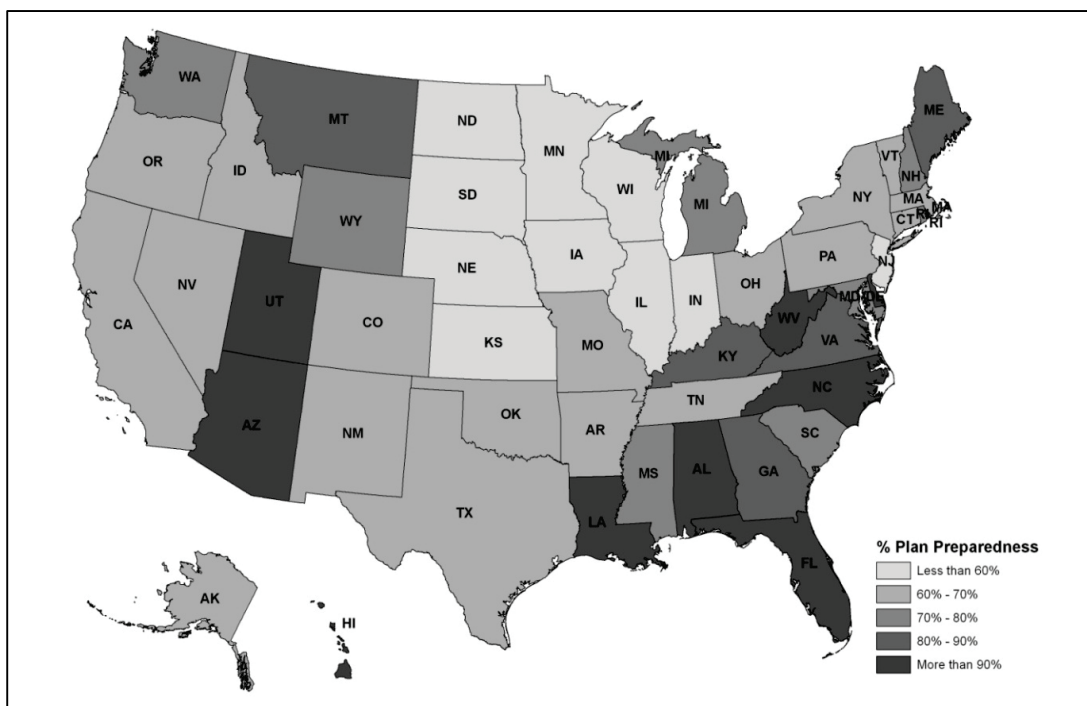 WA
MT
ND
MN
ME
OR
ID
SD
WI
MI
MI
VT
NH
NY
MA
MA
WY
CT
RI
RI
IA
NE
PA
NJ
NV
UT
CO
IL
IN
OH
MD
DE
CA
KS
MO
WV
VA
KY
AZ
NM
OK
AR
TN
NC
SC
TX
LA
MS
AL
GA
FL
AK
HI
% Plan Preparedness
Less than 60%
60% - 70%
70% - 80%
80% - 90%
More than 90%